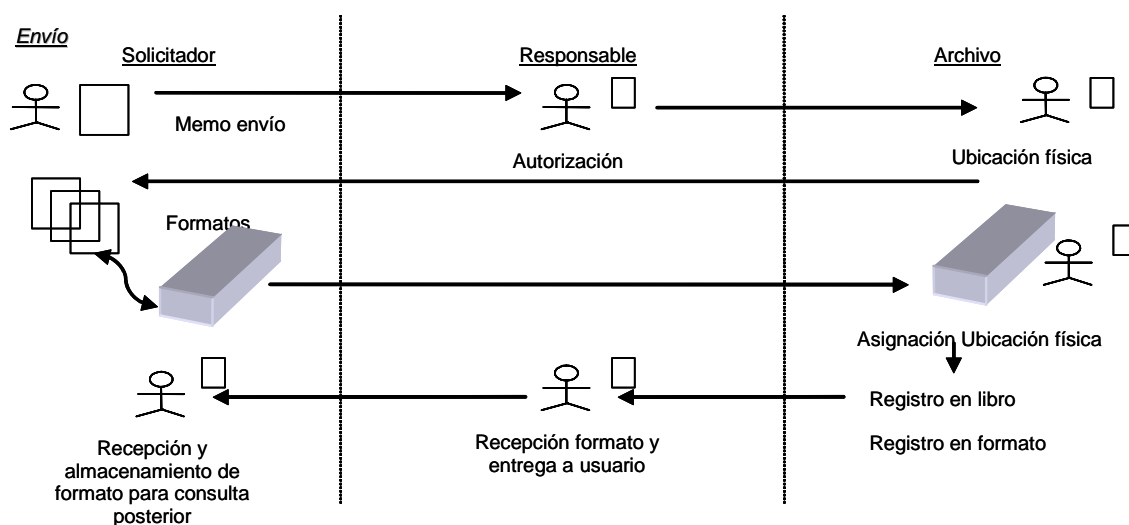 Envío
Solicitador
Responsable
Archivo
Memo envío
Autorización
Ubicación física
Formatos
Asignación Ubicación física
Registro en libro
Registro en formato
Recepción y
almacenamiento de
formato para consulta
posterior
Recepción formato y
entrega a usuario